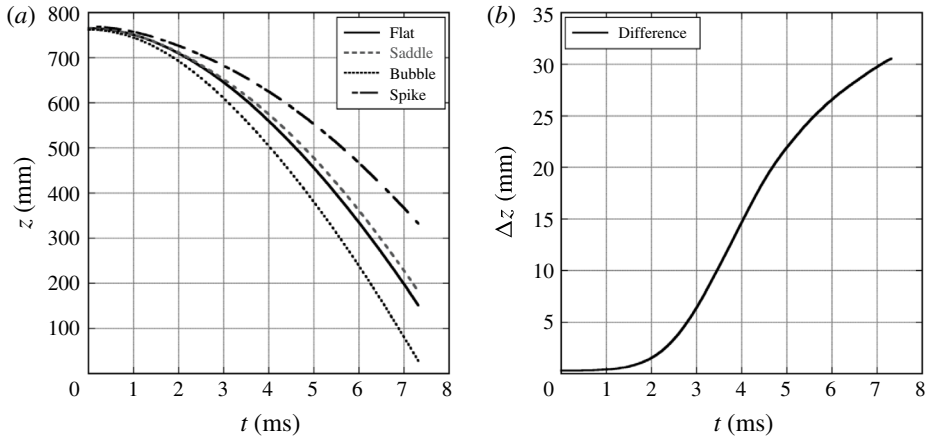 (a)
800
700
600
500
400
300
200
100
0
1 2 3 4 5 6 7 8
z (mm)
t (ms)
Flat
Saddle
Bubble
Spike
(b)
35
30
25
20
15
10
5
0
1 2 3 4 5 6 7 8
Δz (mm)
t (ms)
Difference